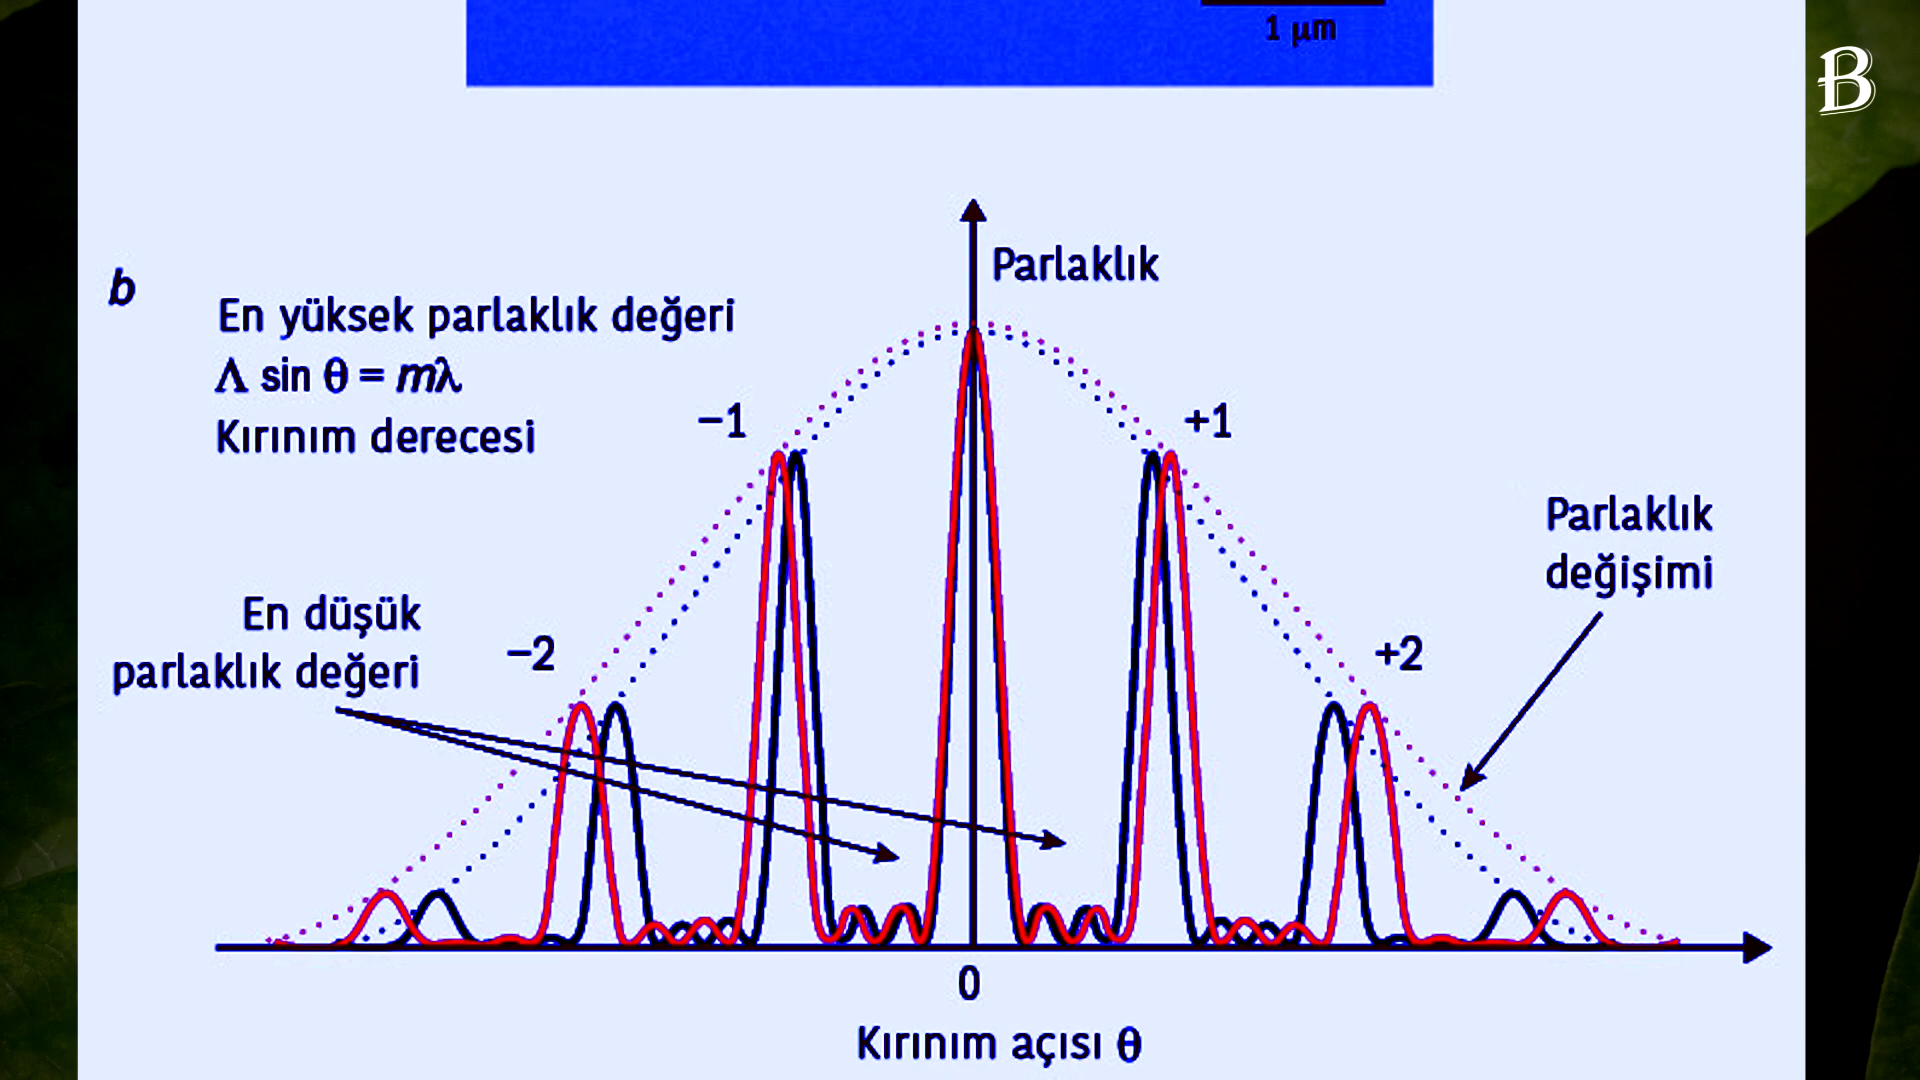 1 µm
B
b
Parlaklık
En yüksek parlaklık değeri
Λ sin θ = mλ
Kırınım derecesi
−1
+1
Parlaklık
değişimi
En düşük
parlaklık değeri
−2
+2
0
Kırınım açısı θ